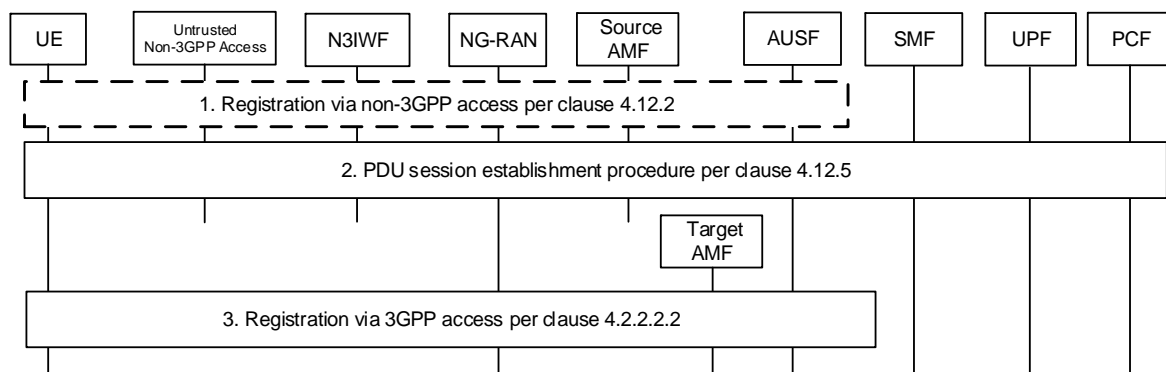 UE
Untrusted
Non-3GPP Access
N3IWF
NG-RAN
Source
AMF
AUSF
SMF
UPF
PCF
1. Registration via non-3GPP access per clause 4.12.2
2. PDU session establishment procedure per clause 4.12.5
Target
AMF
3. Registration via 3GPP access per clause 4.2.2.2.2